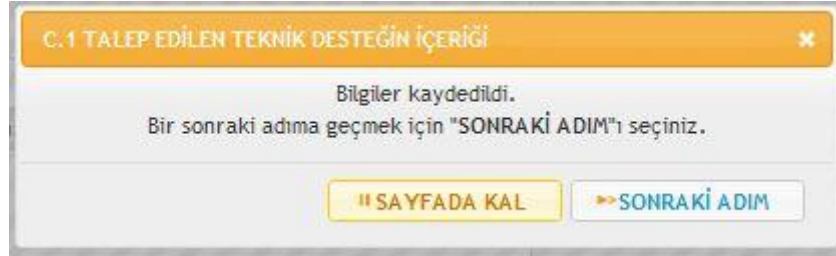 C.1 TALEP EDİLEN TEKNİK DESTEĞİN İÇERİĞİ
Bilgiler kaydedildi.
Bir sonraki adıma geçmek için "SONRAKİ ADIM"ı seçiniz.
SAYFADA KAL
SONRAKİ ADIM